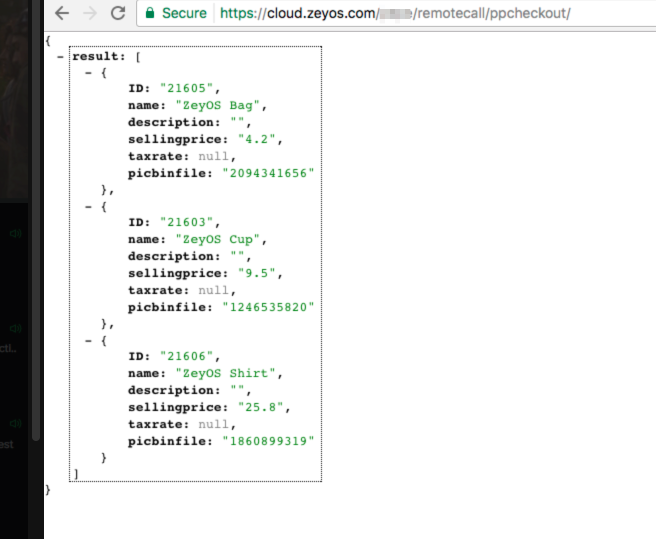 Secure https://cloud.zeyos.com/ /remotecall/ppcheckout/
{
– result: [
– {
ID: "21605",
name: "ZeyOS Bag",
description: "",
sellingprice: "4.2",
taxrate: null,
picbinfile: "2094341656"
},
– {
ID: "21603",
name: "ZeyOS Cup",
description: "",
sellingprice: "9.5",
taxrate: null,
picbinfile: "1246535820"
},
– {
ID: "21606",
name: "ZeyOS Shirt",
description: "",
sellingprice: "25.8",
taxrate: null,
picbinfile: "1860899319"
}
]
}
ctl..
est